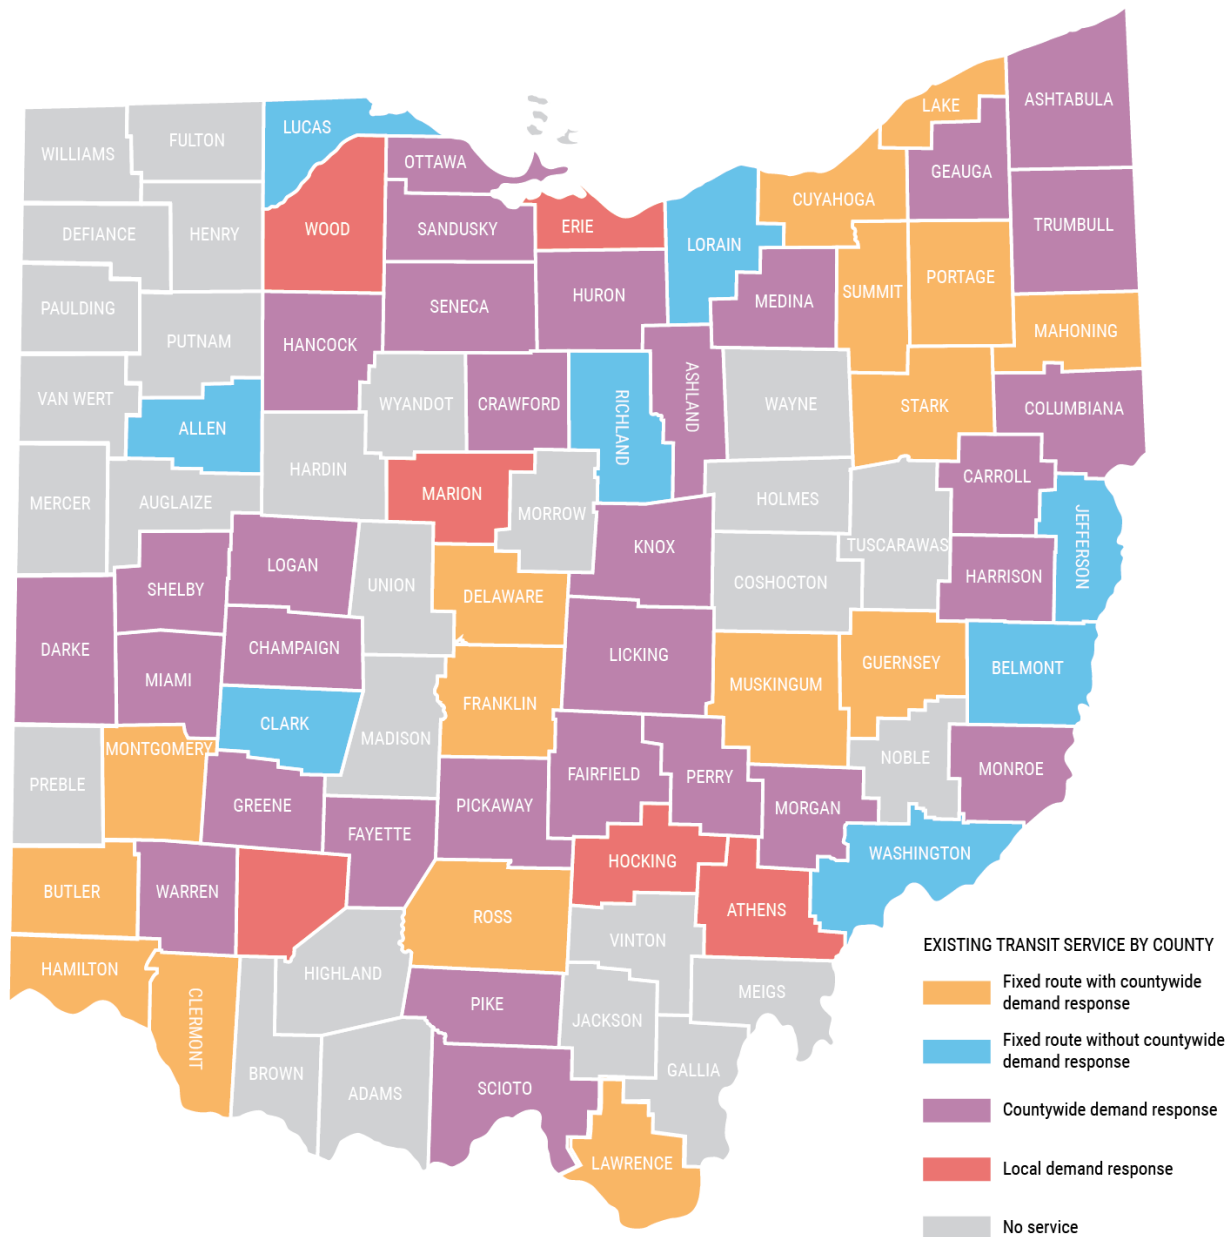 ASHTABULA
LAKE
LUCAS
FULTON
WILLIAMS
OTTAWA
GEAUGA
CUYAHOGA
TRUMBULL
WOOD
SANDUSKY
ERIE
DEFIANCE
HENRY
LORAIN
PORTAGE
SUMMIT
MEDINA
HURON
SENECA
PAULDING
MAHONING
PUTNAM
HANCOCK
VAN WERT
WYANDOT
CRAWFORD
RICHLAND
ASHLAND
WAYNE
STARK
COLUMBIANA
ALLEN
HARDIN
MERCER
AUGLAIZE
MARION
MORROW
HOLMES
CARROLL
JEFFERSON
KNOX
TUSCARAWAS
LOGAN
UNION
SHELBY
DELAWARE
COSHOCTON
HARRISON
DARKE
CHAMPAIGN
LICKING
GUERNSEY
BELMONT
MIAMI
MUSKINGUM
FRANKLIN
CLARK
MADISON
MONTGOMERY
NOBLE
MONROE
PREBLE
FAIRFIELD
PERRY
GREENE
PICKAWAY
MORGAN
FAYETTE
WASHINGTON
HOCKING
BUTLER
WARREN
ROSS
ATHENS
VINTON
HAMILTON
HIGHLAND
CLERMONT
PIKE
MEIGS
JACKSON
BROWN
ADAMS
SCIOTO
GALLIA
LAWRENCE
EXISTING TRANSIT SERVICE BY COUNTY
Fixed route with countywide
demand response
Fixed route without countywide
demand response
Countywide demand response
Local demand response
No service